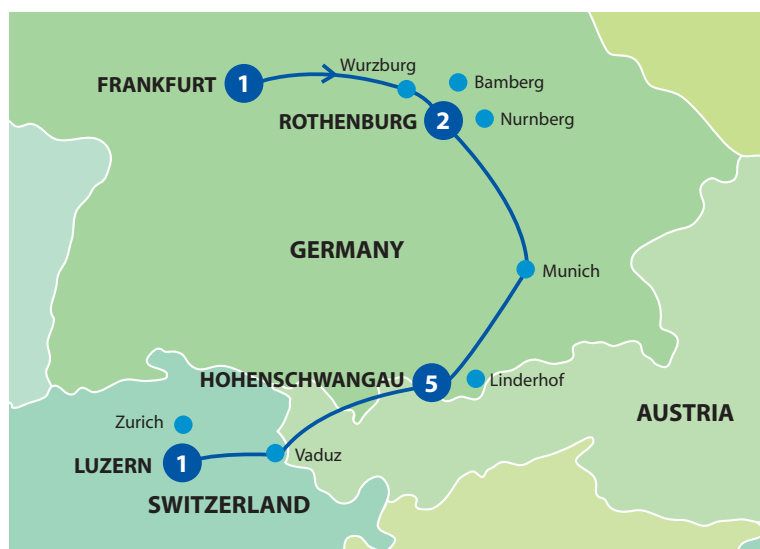 Wurzburg
Bamberg
FRANKFURT 1
ROTHENBURG 2
Nurnberg
GERMANY
Munich
HOHENSCHWANGAU 5
Linderhof
AUSTRIA
Zurich
Vaduz
LUZERN 1
SWITZERLAND